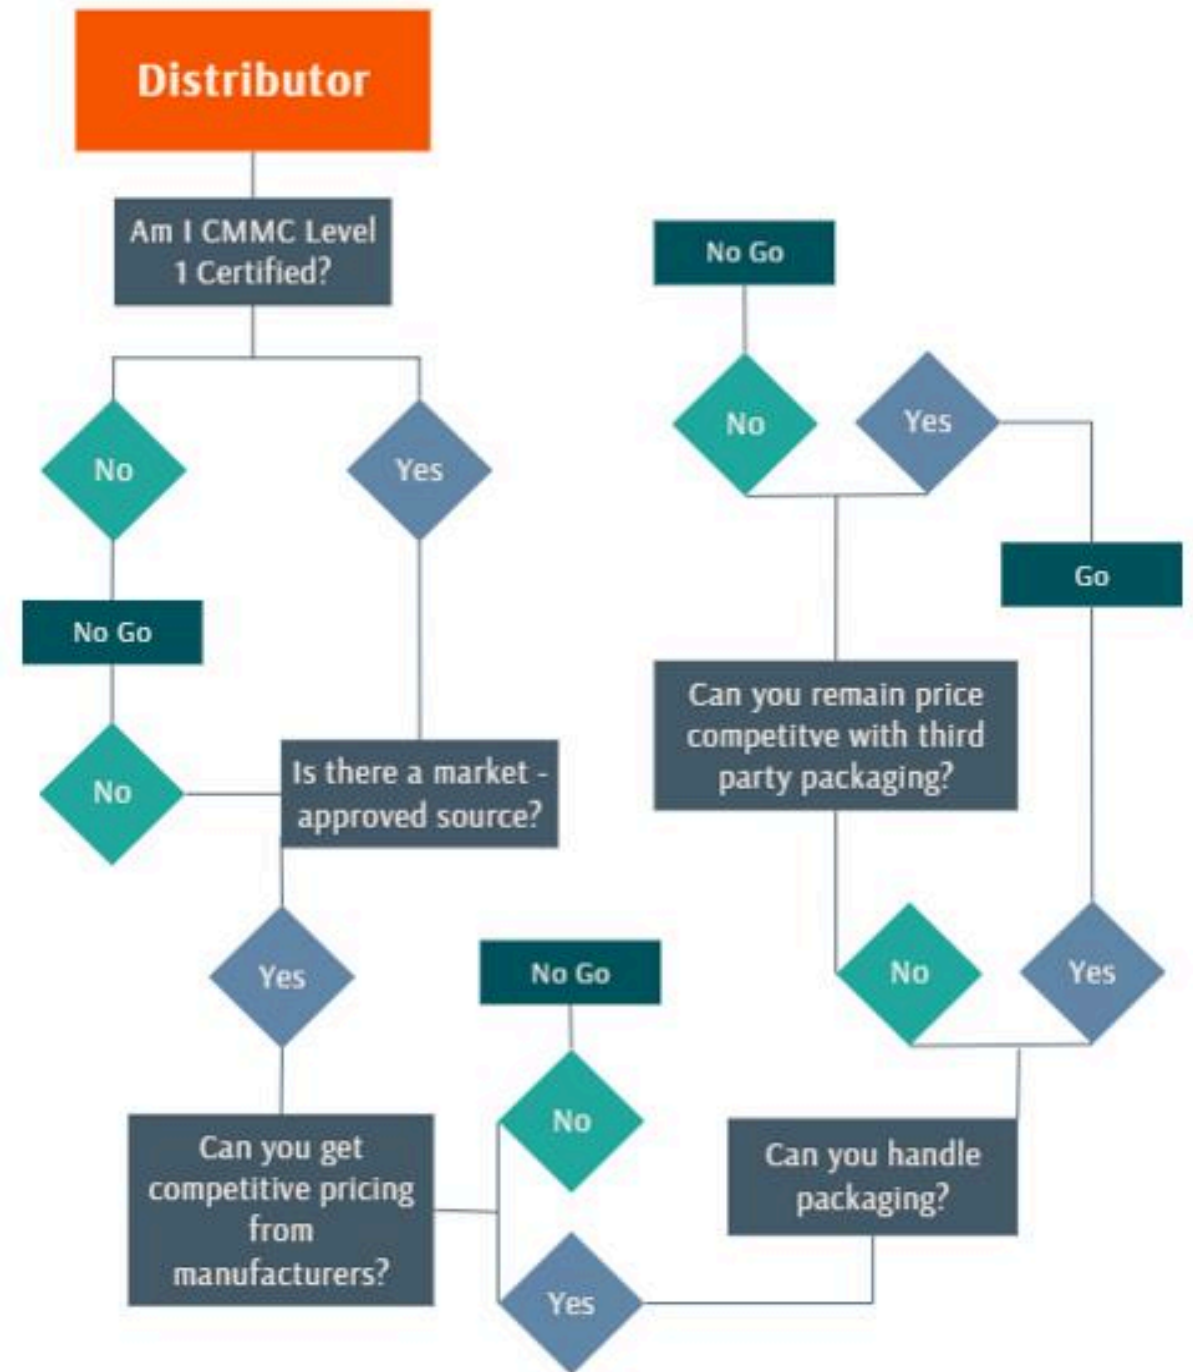 Distributor
Am I CMMC Level
1 Certified?
No
Yes
No Go
No
Is there a market -
approved source?
Yes
Can you get
competitive pricing
from
manufacturers?
No Go
No
Yes
Can you handle
packaging?
No
Yes
Can you remain price
competitve with third
party packaging?
No
Yes
No Go
Go